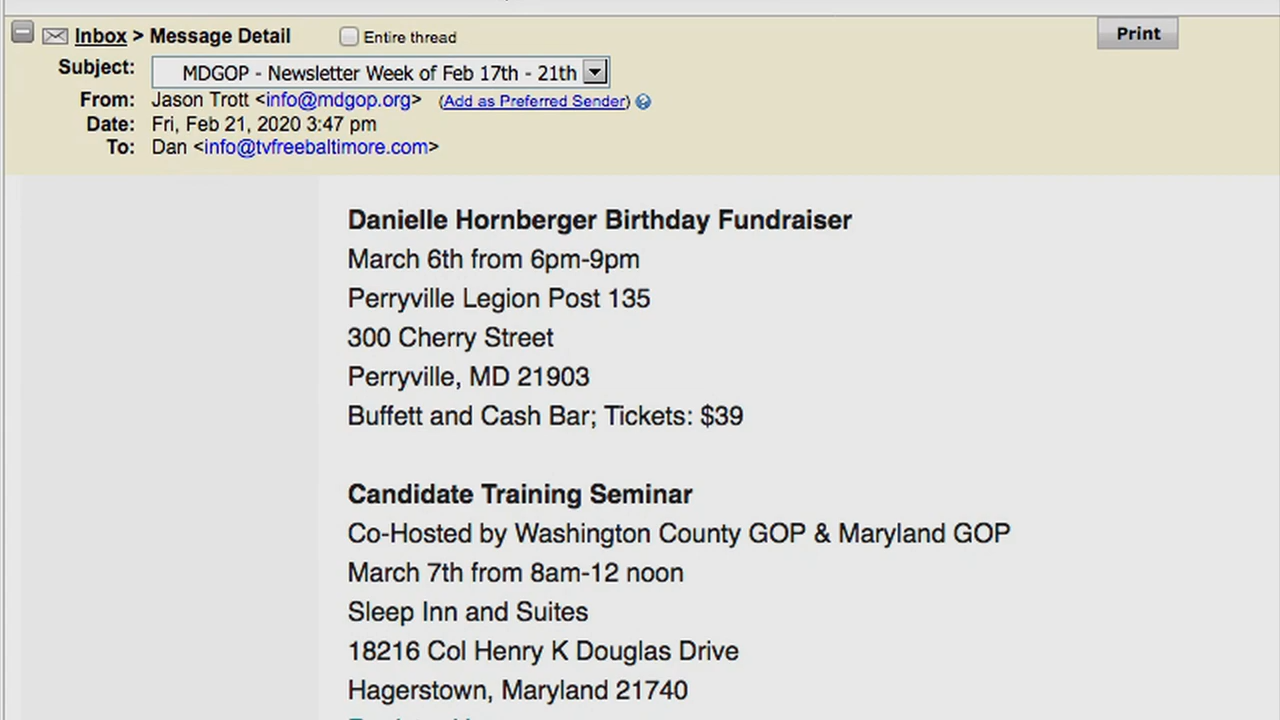 Inbox > Message Detail Entire thread Print
Subject: MDGOP - Newsletter Week of Feb 17th - 21th
From: Jason Trott <info@mdgop.org> (Add as Preferred Sender)
Date: Fri, Feb 21, 2020 3:47 pm
To: Dan <info@tvfreebaltimore.com>
Danielle Hornberger Birthday Fundraiser
March 6th from 6pm-9pm
Perryville Legion Post 135
300 Cherry Street
Perryville, MD 21903
Buffett and Cash Bar; Tickets: $39
Candidate Training Seminar
Co-Hosted by Washington County GOP & Maryland GOP
March 7th from 8am-12 noon
Sleep Inn and Suites
18216 Col Henry K Douglas Drive
Hagerstown, Maryland 21740